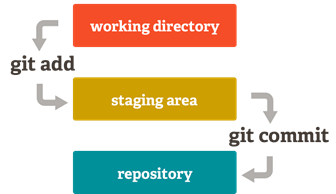 working directory
git add
staging area
git commit
repository